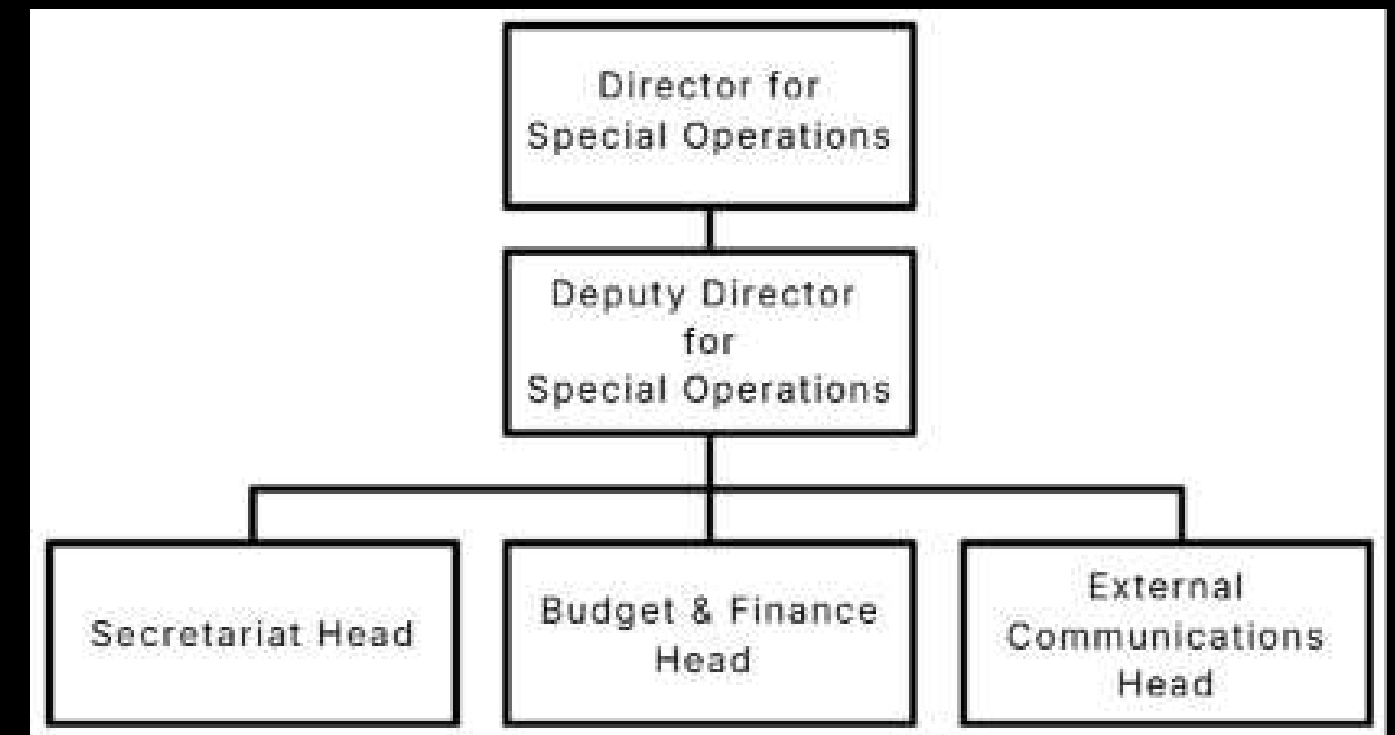 Director for
Special Operations
Deputy Director
for
Special Operations
Secretariat Head
Budget & Finance
Head
External
Communications
Head